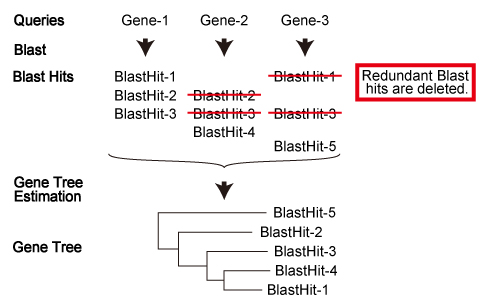 Queries Gene-1 Gene-2 Gene-3
Blast
Blast Hits BlastHit-1 BlastHit-1
BlastHit-2 BlastHit-2
BlastHit-3 BlastHit-3 BlastHit-3
BlastHit-4
BlastHit-5
Redundant Blast
hits are deleted.
Gene Tree
Estimation
Gene Tree
BlastHit-5
BlastHit-2
BlastHit-3
BlastHit-4
BlastHit-1